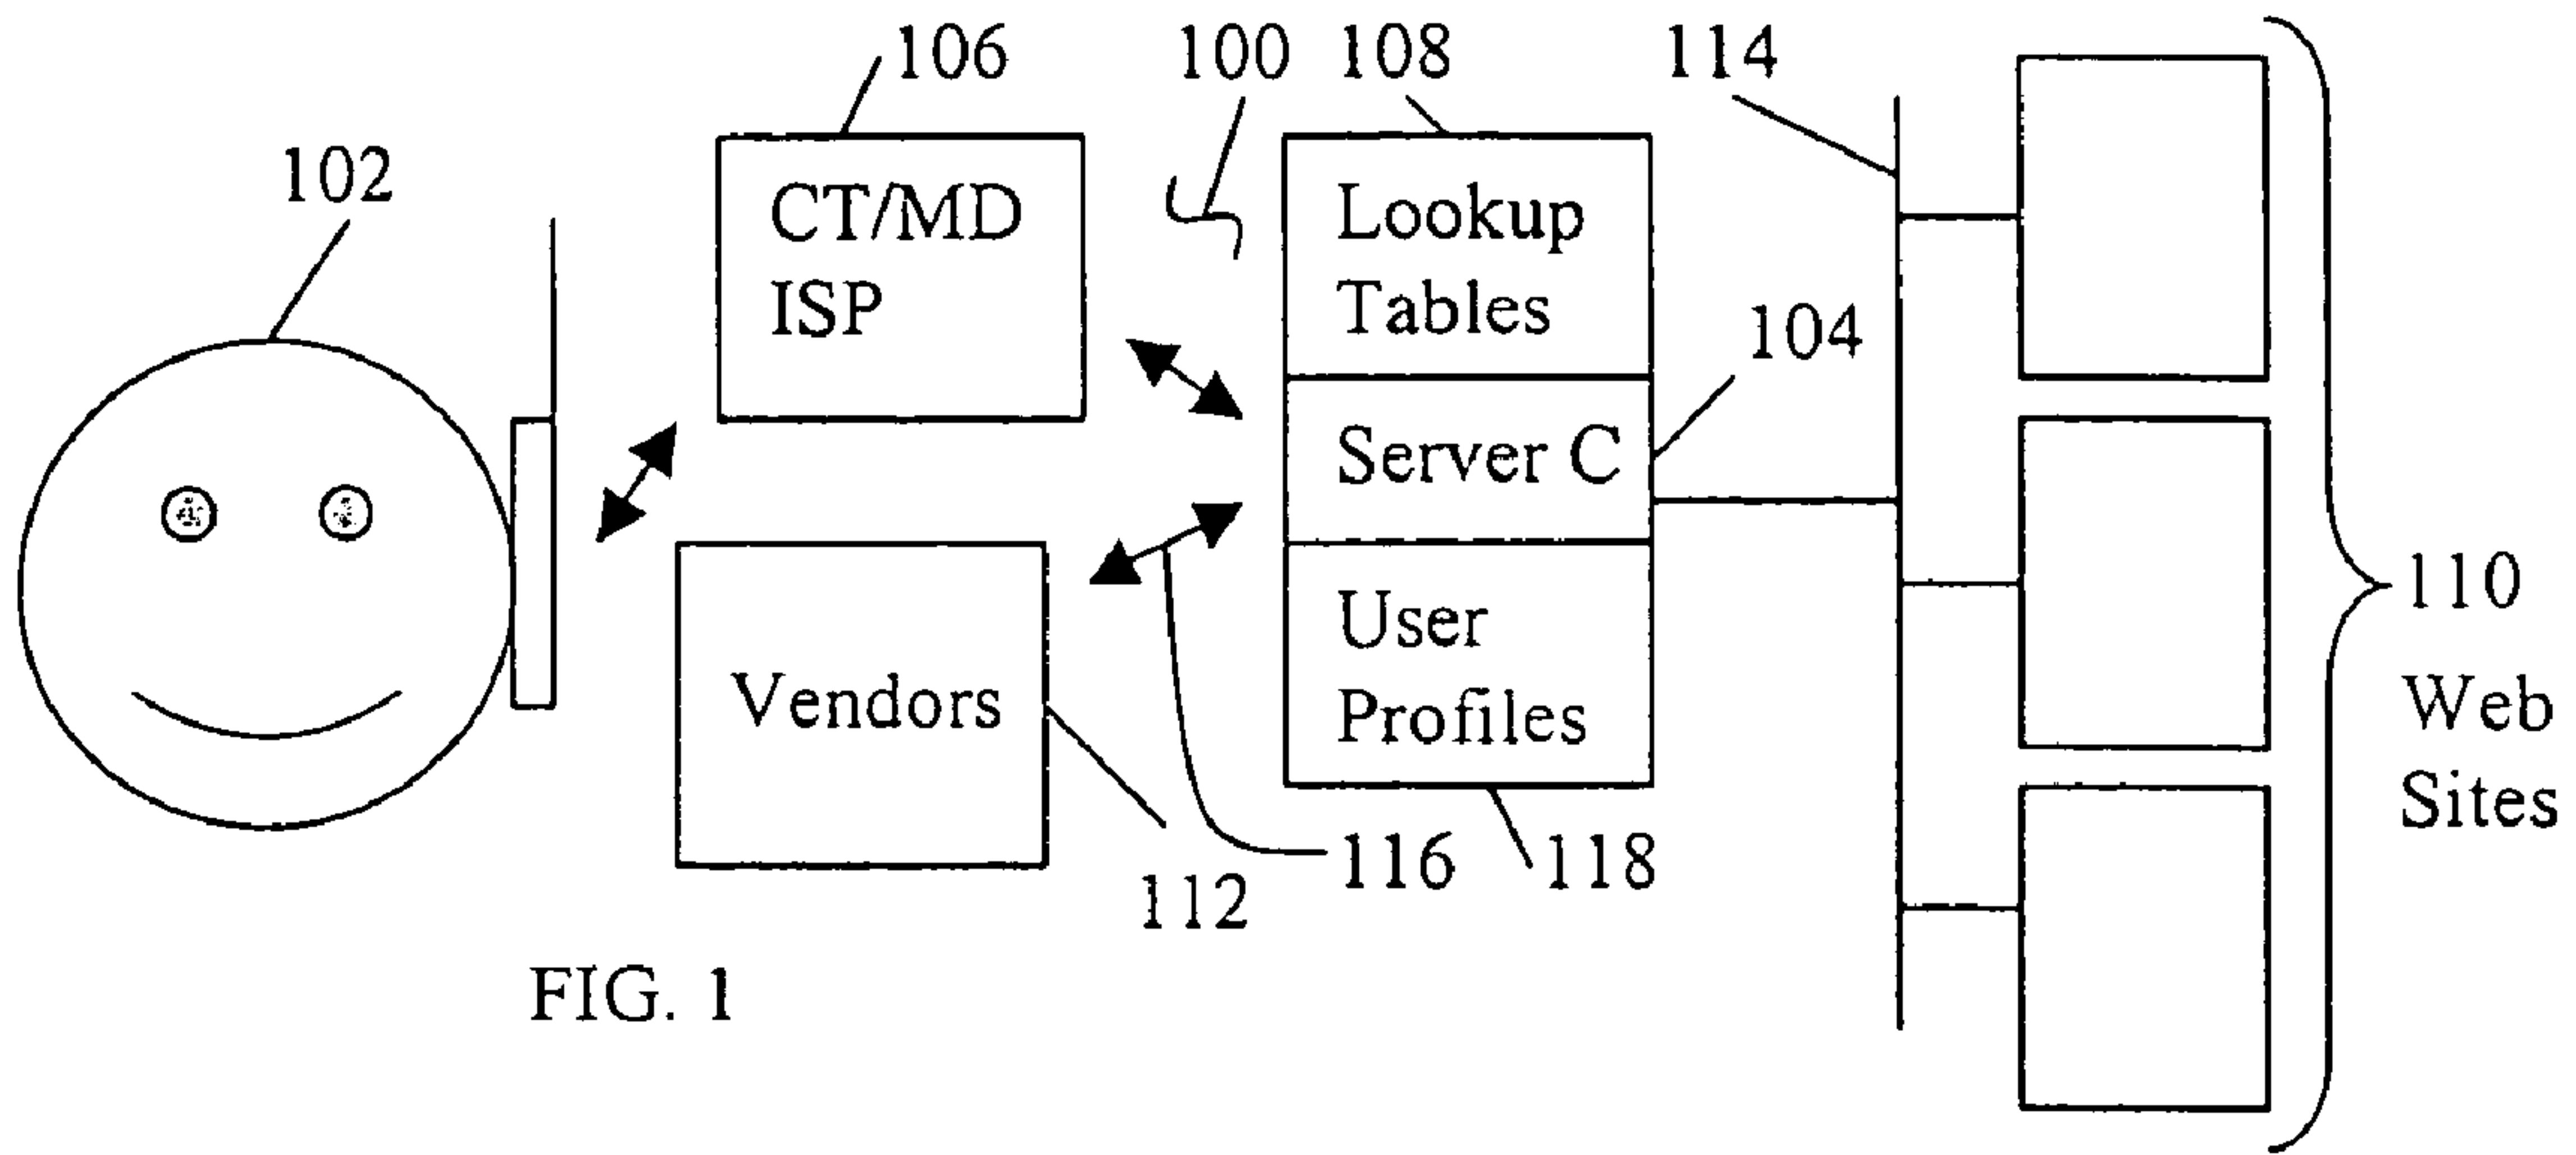 106
100
108
114
102
CT/MD
ISP
Lookup
Tables
104
Server C
User
Profiles
Vendors
110
Web
Sites
116
118
112
FIG. 1